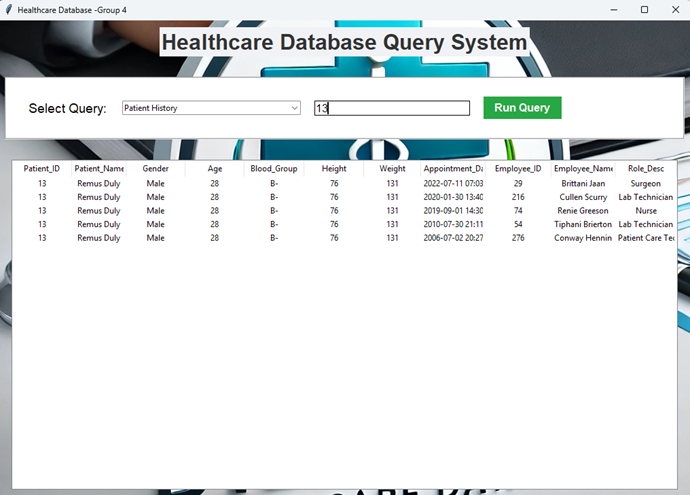 Healthcare Database -Group 4
Healthcare Database Query System
Select Query: Patient History 13 Run Query
Patient_ID Patient_Name Gender Age Blood_Group Height Weight Appointment_Da Employee_ID Employee_Name Role_Desc
13 Remus Duly Male 28 B- 76 131 2022-07-11 07:03 29 Brittani Jaan Surgeon
13 Remus Duly Male 28 B- 76 131 2020-01-30 13:40 216 Cullen Scurry Lab Technician
13 Remus Duly Male 28 B- 76 131 2019-09-01 14:30 74 Renie Greeson Nurse
13 Remus Duly Male 28 B- 76 131 2010-07-30 21:11 54 Tiphani Brierton Lab Technician
13 Remus Duly Male 28 B- 76 131 2006-07-02 20:27 276 Conway Hennin Patient Care Tec